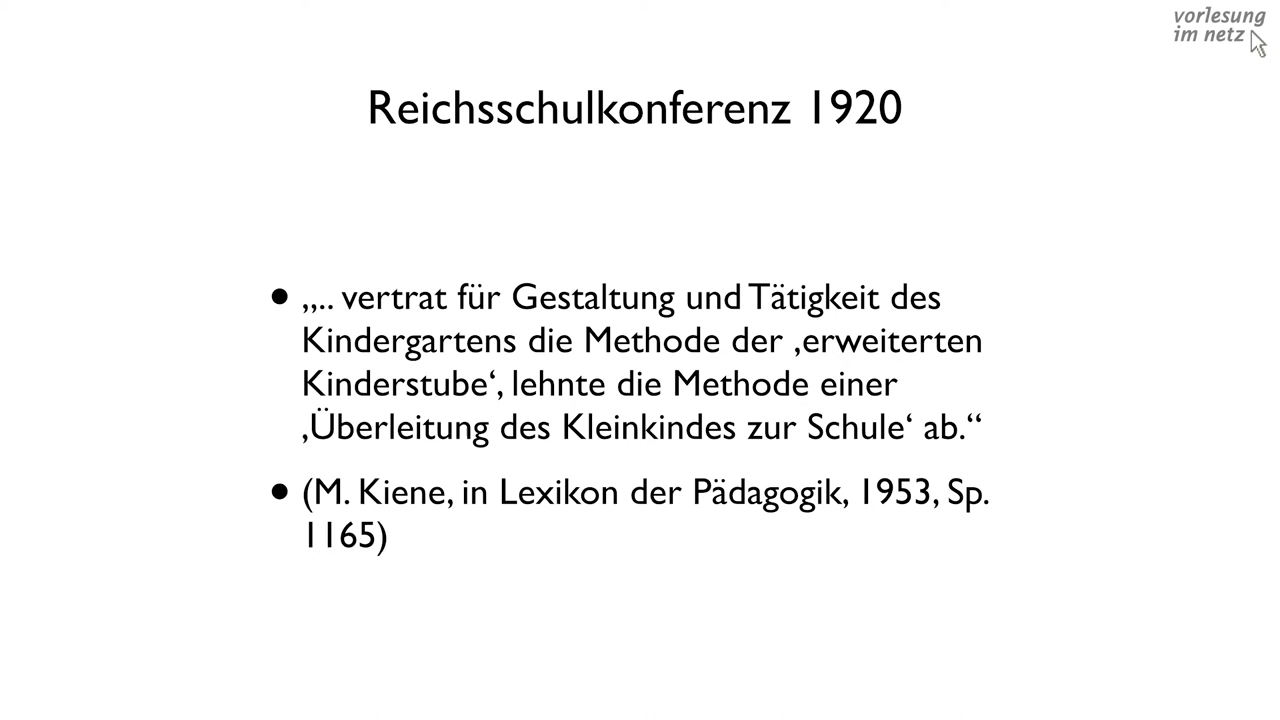 vorlesung
im netz
Reichsschulkonferenz 1920
• „.. vertrat für Gestaltung und Tätigkeit des
Kindergartens die Methode der ‚erweiterten
Kinderstube‘, lehnte die Methode einer
‚Überleitung des Kleinkindes zur Schule‘ ab.“
• (M. Kiene, in Lexikon der Pädagogik, 1953, Sp.
1165)